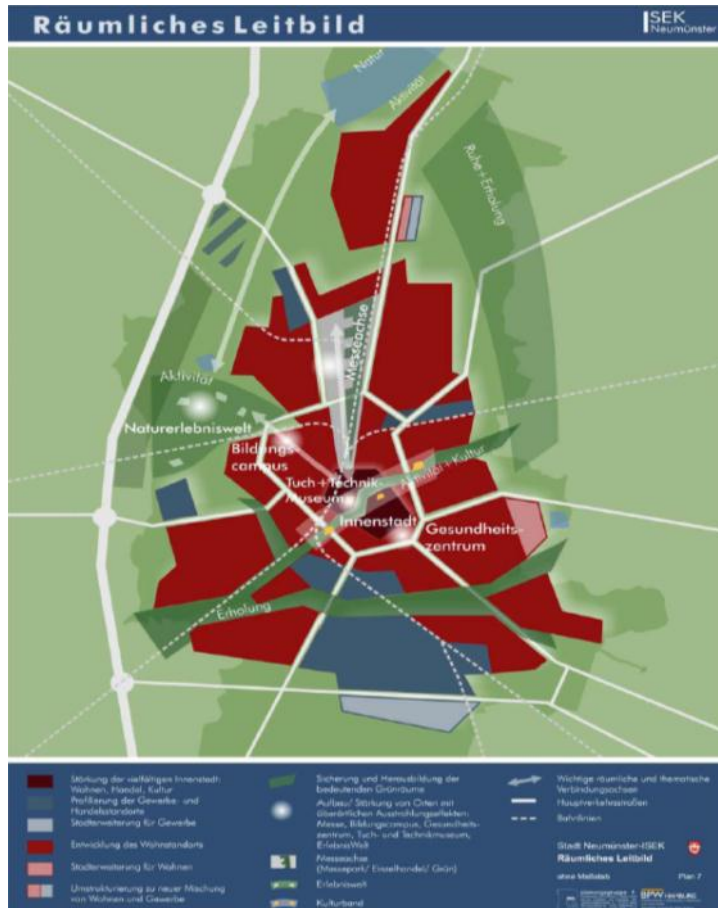 Räumliches Leitbild
ISEK
Neumünster
Natur
Aktivität
Ruhe+Erholung
Messeachse
Aktivität
Naturerlebniswelt
Bildungs
campus
Aktivität+Kultur
Tuch+Technik-
Museum
Innenstadt
Gesundheits-
zentrum
Erholung
Stärkung der vielfältigen Innenstadt:
Wohnen, Handel, Kultur
Profilierung der Gewerbe- und
Handelsstandorte
Stadterweiterung für Gewerbe
Entwicklung des Wohnstandorts
Stadterweiterung für Wohnen
Umstrukturierung zu neuer Mischung
von Wohnen und Gewerbe
Sicherung und Herausbildung der
bedeutenden Grünräume
Aufbau/ Stärkung von Orten mit
überörtlichen Ausstrahlungseffekten:
Messe, Bildungscampus, Gesundheits-
zentrum, Tuch- und Technikmuseum,
ErlebnisWelt
Messeachse
(Messepark/ Einzelhandel/ Grün)
Erlebniswelt
Kulturband
Wichtige räumliche und thematische
Verbindungsachsen
Hauptverkehrsstraßen
Bahnlinien
Stadt Neumünster-ISEK
Räumliches Leitbild
ohne Maßstab Plan 7